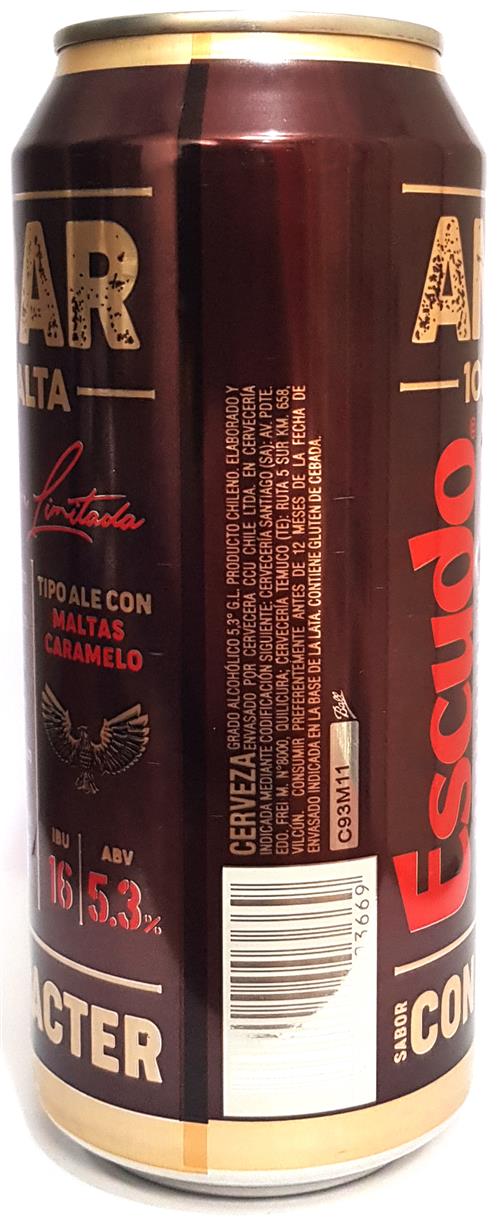 AR
ALTA
Limitada
TIPO ALE CON
MALTAS
CARAMELO
IBU
16
ABV
5.3%
ACTER
CERVEZA GRADO ALCOHÓLICO 5.3° G.L. PRODUCTO CHILENO. ELABORADO Y
ENVASADO POR CERVECERA CCU CHILE LTDA. EN CERVECERÍA
INDICADA MEDIANTE CODIFICACIÓN SIGUIENTE: CERVECERÍA SANTIAGO (SA): AV. PDTE.
EDO. FREI M. N°8000, QUILICURA; CERVECERÍA TEMUCO (TE): RUTA 5 SUR KM. 658,
VILCÚN. CONSUMIR PREFERENTEMENTE ANTES DE 12 MESES DE LA FECHA DE
ENVASADO INDICADA EN LA BASE DE LA LATA. CONTIENE GLUTEN DE CEBADA.
Ball
C93M11
13669
10
Escudo®
SABOR
CON